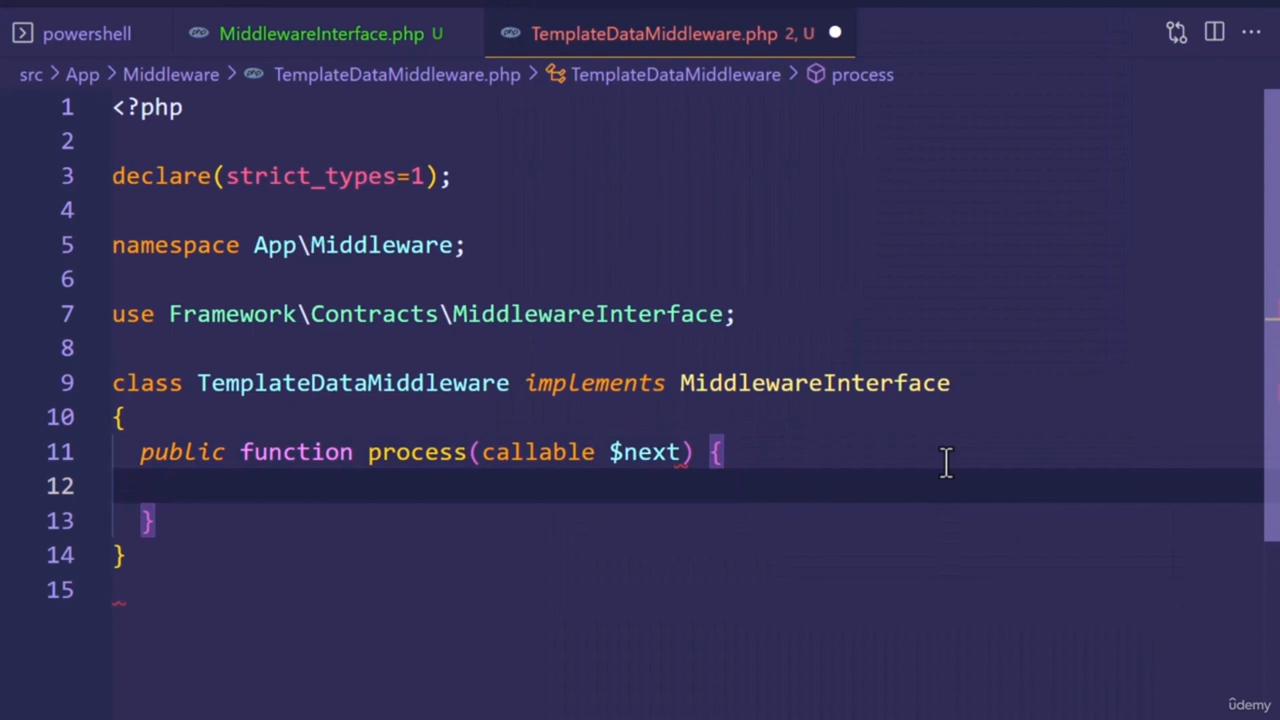 powershell MiddlewareInterface.php U TemplateDataMiddleware.php 2, U
src > App > Middleware > TemplateDataMiddleware.php > TemplateDataMiddleware > process
1 <?php
2
3 declare(strict_types=1);
4
5 namespace App\Middleware;
6
7 use Framework\Contracts\MiddlewareInterface;
8
9 class TemplateDataMiddleware implements MiddlewareInterface
10 {
11 public function process(callable $next) {
12
13 }
14 }
15
ûdemy